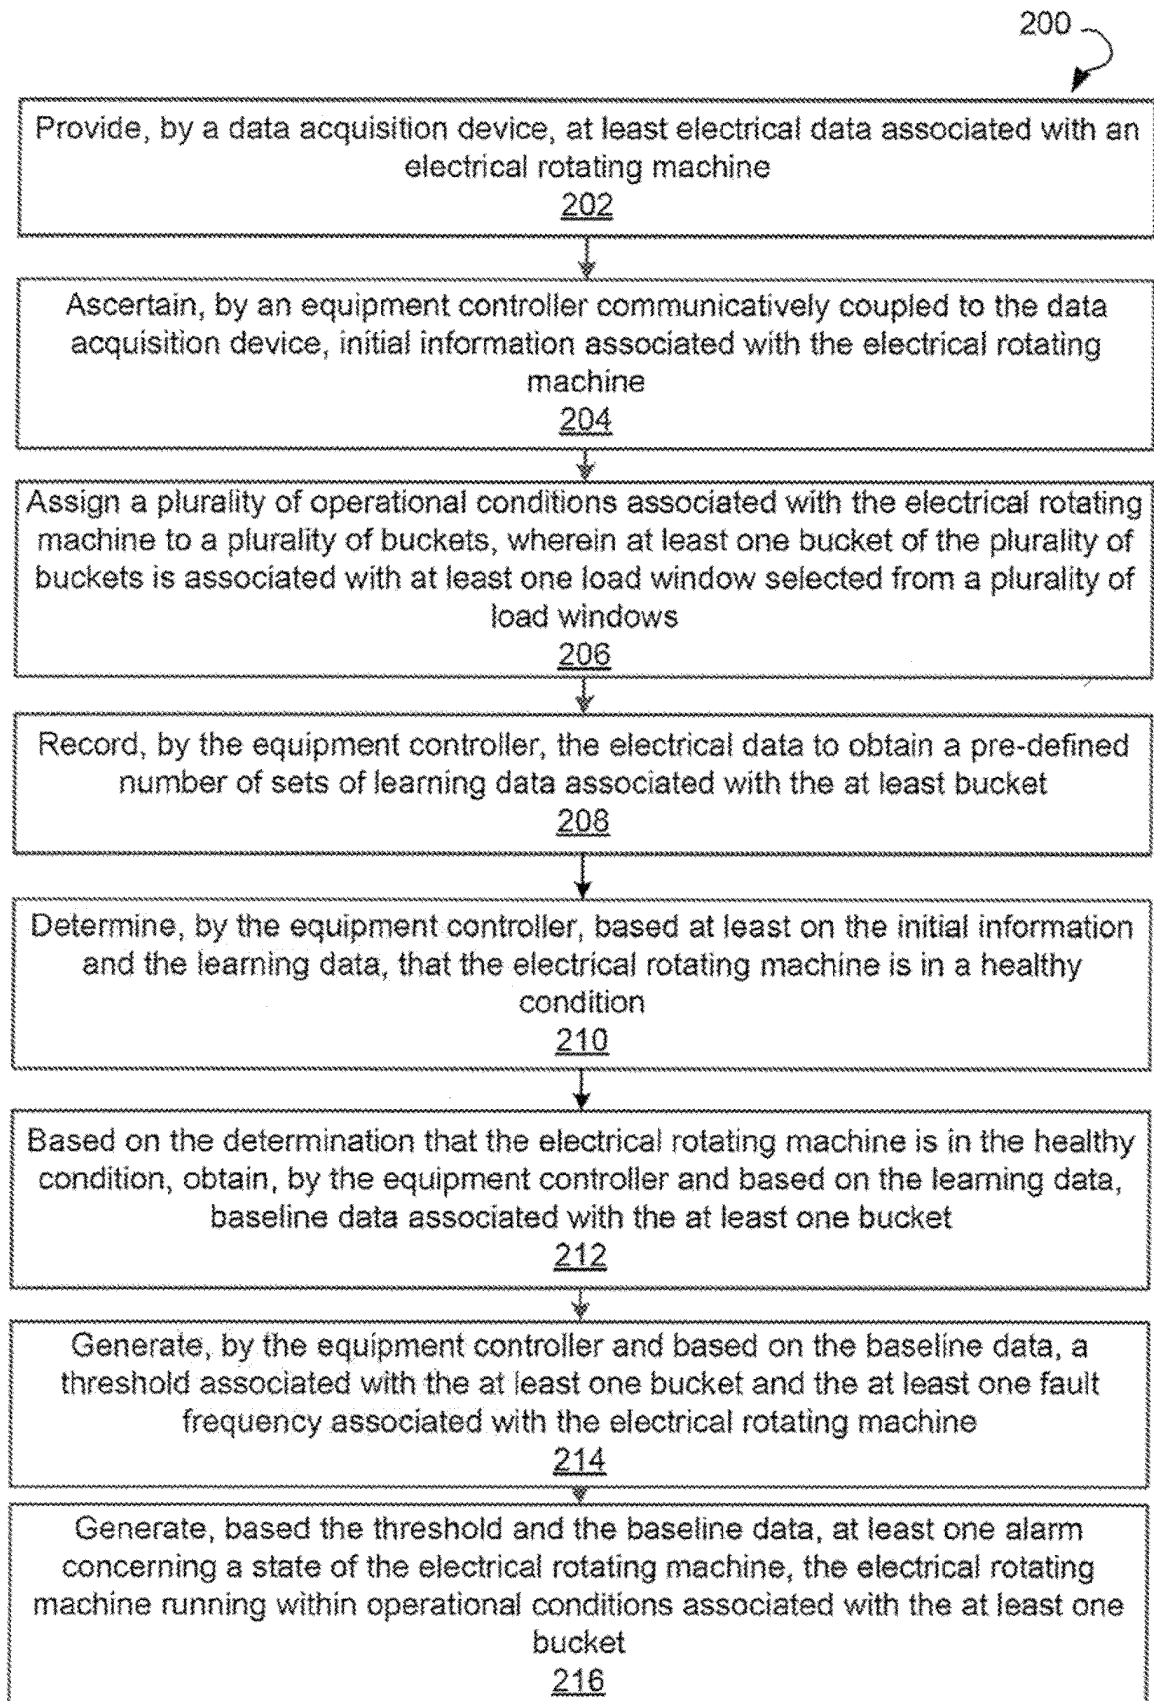 200
Provide, by a data acquisition device, at least electrical data associated with an
electrical rotating machine
202
Ascertain, by an equipment controller communicatively coupled to the data
acquisition device, initial information associated with the electrical rotating
machine
204
Assign a plurality of operational conditions associated with the electrical rotating
machine to a plurality of buckets, wherein at least one bucket of the plurality of
buckets is associated with at least one load window selected from a plurality of
load windows
206
Record, by the equipment controller, the electrical data to obtain a pre-defined
number of sets of learning data associated with the at least bucket
208
Determine, by the equipment controller, based at least on the initial information
and the learning data, that the electrical rotating machine is in a healthy
condition
210
Based on the determination that the electrical rotating machine is in the healthy
condition, obtain, by the equipment controller and based on the learning data,
baseline data associated with the at least one bucket
212
Generate, by the equipment controller and based on the baseline data, a
threshold associated with the at least one bucket and the at least one fault
frequency associated with the electrical rotating machine
214
Generate, based the threshold and the baseline data, at least one alarm
concerning a state of the electrical rotating machine, the electrical rotating
machine running within operational conditions associated with the at least one
bucket
216